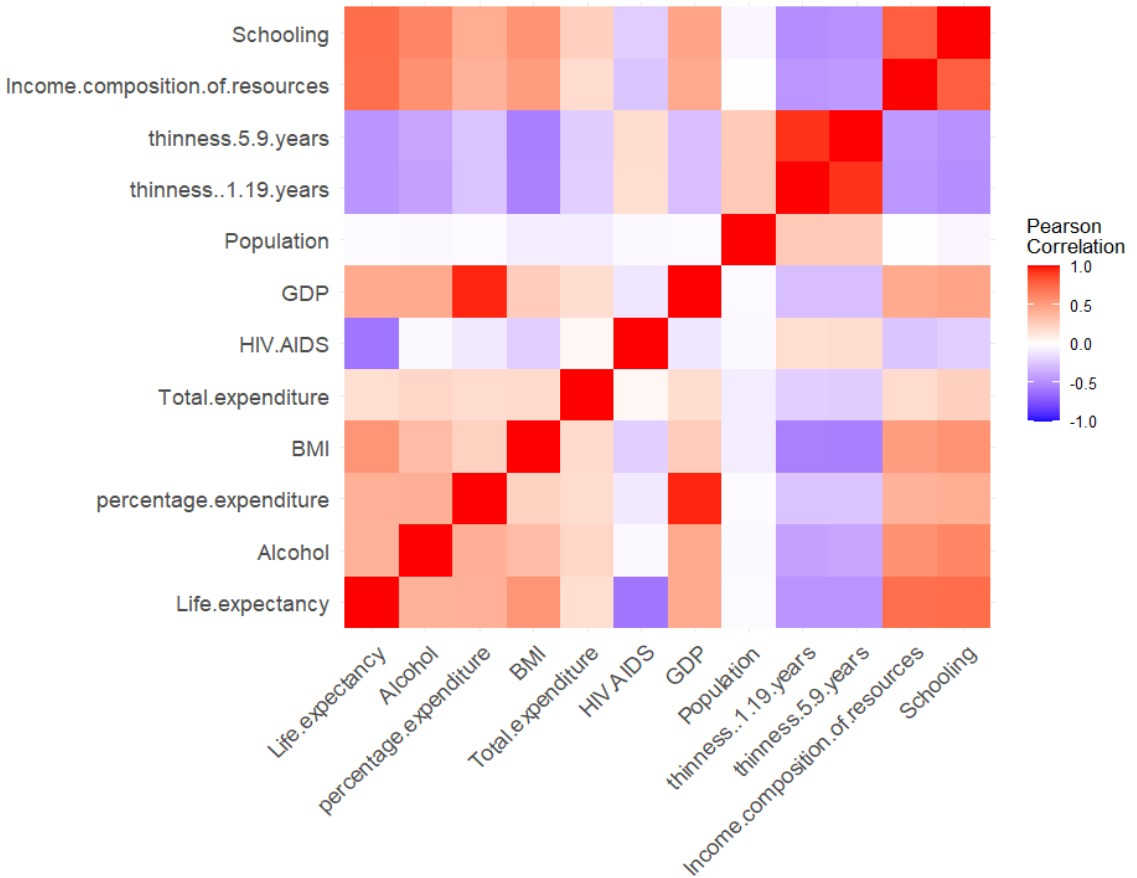 Schooling
Income.composition.of.resources
thinness.5.9.years
thinness..1.19.years
Population
GDP
HIV.AIDS
Total.expenditure
BMI
percentage.expenditure
Alcohol
Life.expectancy
Life.expectancy
Alcohol
percentage.expenditure
BMI
Total.expenditure
HIV.AIDS
GDP
Population
thinness..1.19.years
thinness.5.9.years
Income.composition.of.resources
Schooling
Pearson
Correlation
1.0
0.5
0.0
-0.5
-1.0